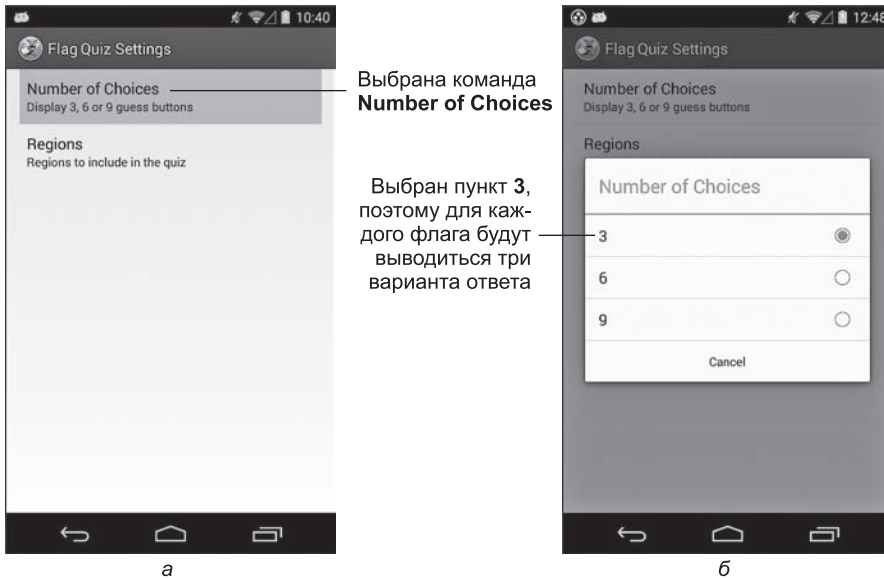 10:40
Flag Quiz Settings
Number of Choices
Display 3, 6 or 9 guess buttons
Regions
Regions to include in the quiz
Выбрана команда
Number of Choices
Выбран пункт 3,
поэтому для каж-
дого флага будут
выводиться три
варианта ответа
12:48
Flag Quiz Settings
Number of Choices
Display 3, 6 or 9 guess buttons
Regions
Number of Choices
3
6
9
Cancel
а
б